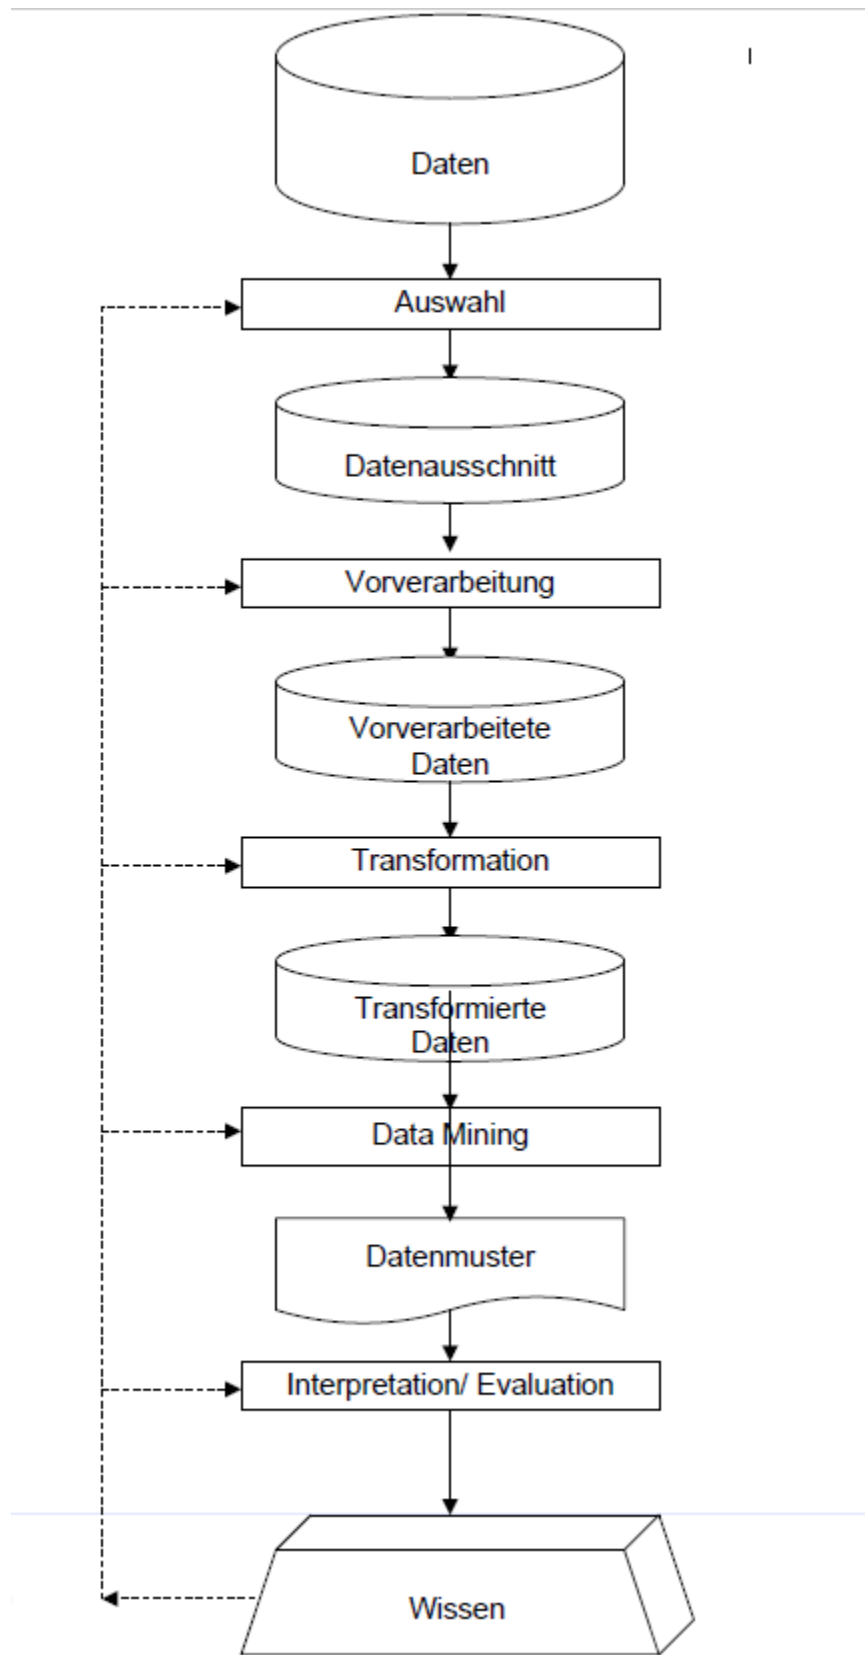 Daten
Auswahl
Datenausschnitt
Vorverarbeitung
Vorverarbeitete
Daten
Transformation
Transformierte
Daten
Data Mining
Datenmuster
Interpretation/ Evaluation
Wissen